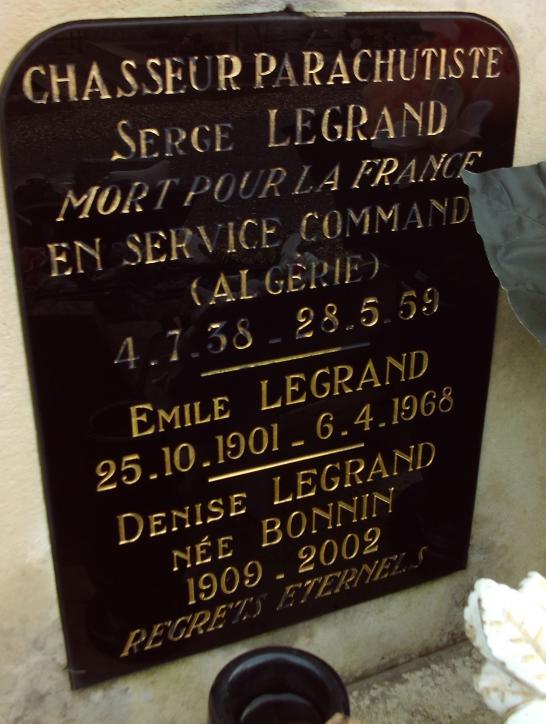 CHASSEUR PARACHUTISTE
SERGE LEGRAND
MORT POUR LA FRANCE
EN SERVICE COMMAND
(ALGÉRIE)
4.7.38 - 28.5.59
EMILE LEGRAND
25.10.1901 - 6.4.1968
DENISE LEGRAND
NÉE BONNIN
1909 - 2002
REGRETS ETERNELS